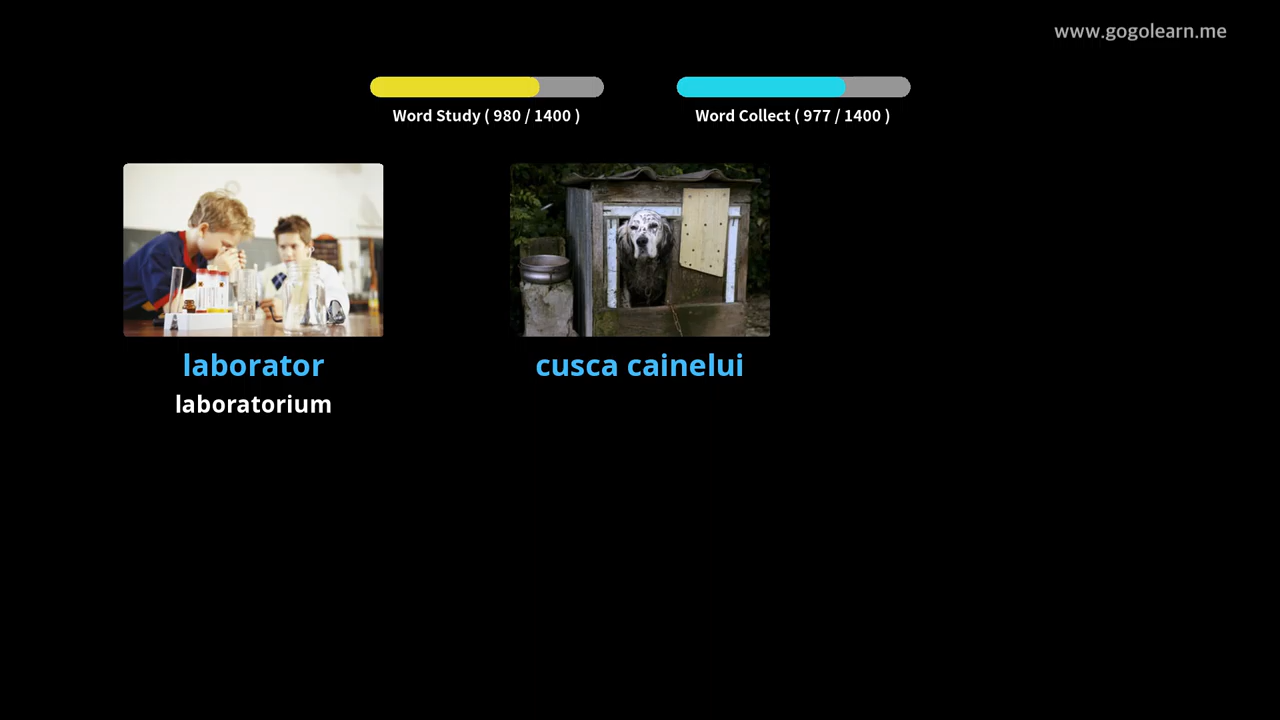 www.gogolearn.me
Word Study ( 980 / 1400 )
Word Collect ( 977 / 1400 )
laborator
laboratorium
cusca cainelui